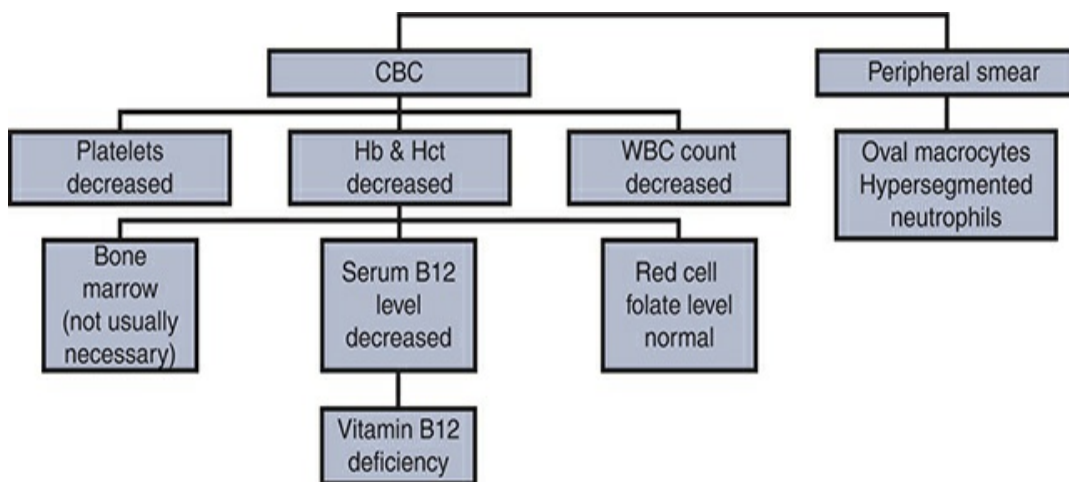 CBC
Peripheral smear
Platelets
decreased
Hb & Hct
decreased
WBC count
decreased
Oval macrocytes
Hypersegmented
neutrophils
Bone
marrow
(not usually
necessary)
Serum B12
level
decreased
Red cell
folate level
normal
Vitamin B12
deficiency